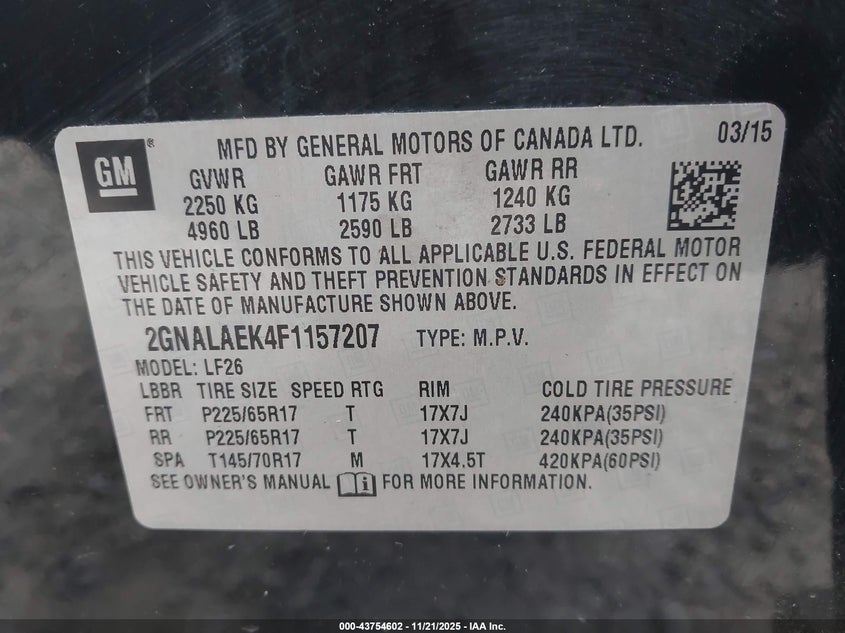 GM ® MFD BY GENERAL MOTORS OF CANADA LTD. 03/15
GVWR GAWR FRT GAWR RR
2250 KG 1175 KG 1240 KG
4960 LB 2590 LB 2733 LB
THIS VEHICLE CONFORMS TO ALL APPLICABLE U.S. FEDERAL MOTOR
VEHICLE SAFETY AND THEFT PREVENTION STANDARDS IN EFFECT ON
THE DATE OF MANUFACTURE SHOWN ABOVE.
2GNALAEK4F1157207 TYPE: M.P.V.
MODEL: LF26
LBBR TIRE SIZE SPEED RTG RIM COLD TIRE PRESSURE
FRT P225/65R17 T 17X7J 240KPA(35PSI)
RR P225/65R17 T 17X7J 240KPA(35PSI)
SPA T145/70R17 M 17X4.5T 420KPA(60PSI)
SEE OWNER'S MANUAL i FOR MORE INFORMATION.
000-43754602 - 11/21/2025 - IAA Inc.